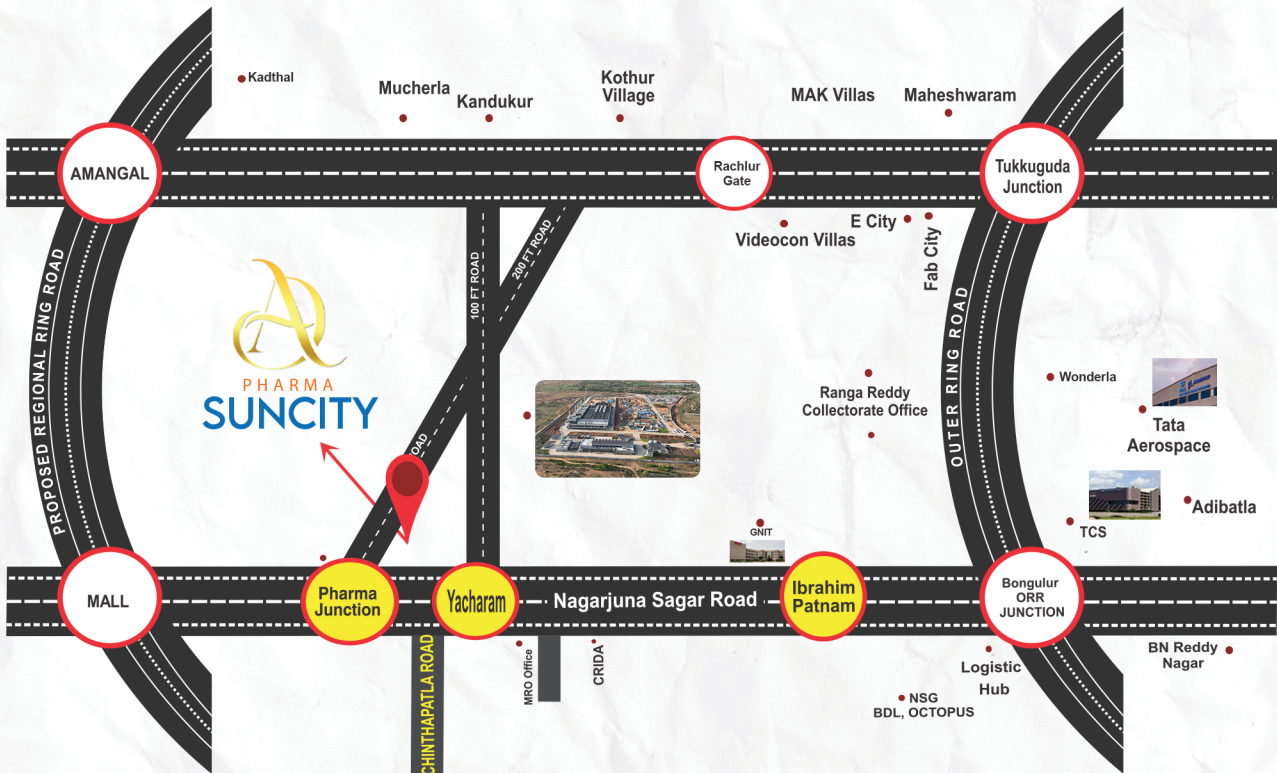 Kadthal
Mucherla
Kandukur
Kothur
Village
MAK Villas
Maheshwaram
AMANGAL
Rachlur
Gate
Tukkuguda
Junction
E City
Videocon Villas
Fab City
100 FT ROAD
200 FT ROAD
PROPOSED REGIONAL RING ROAD
OUTER RING ROAD
PHARMA
SUNCITY
Wonderla
Ranga Reddy
Collectorate Office
Tata
Aerospace
ROAD
Adibatla
TCS
GNIT
MALL
Pharma
Junction
Yacharam
Nagarjuna Sagar Road
Ibrahim
Patnam
Bongulur
ORR
JUNCTION
CHINTHAPATLA ROAD
MRO Office
CRIDA
Logistic
Hub
BN Reddy
Nagar
NSG
BDL, OCTOPUS